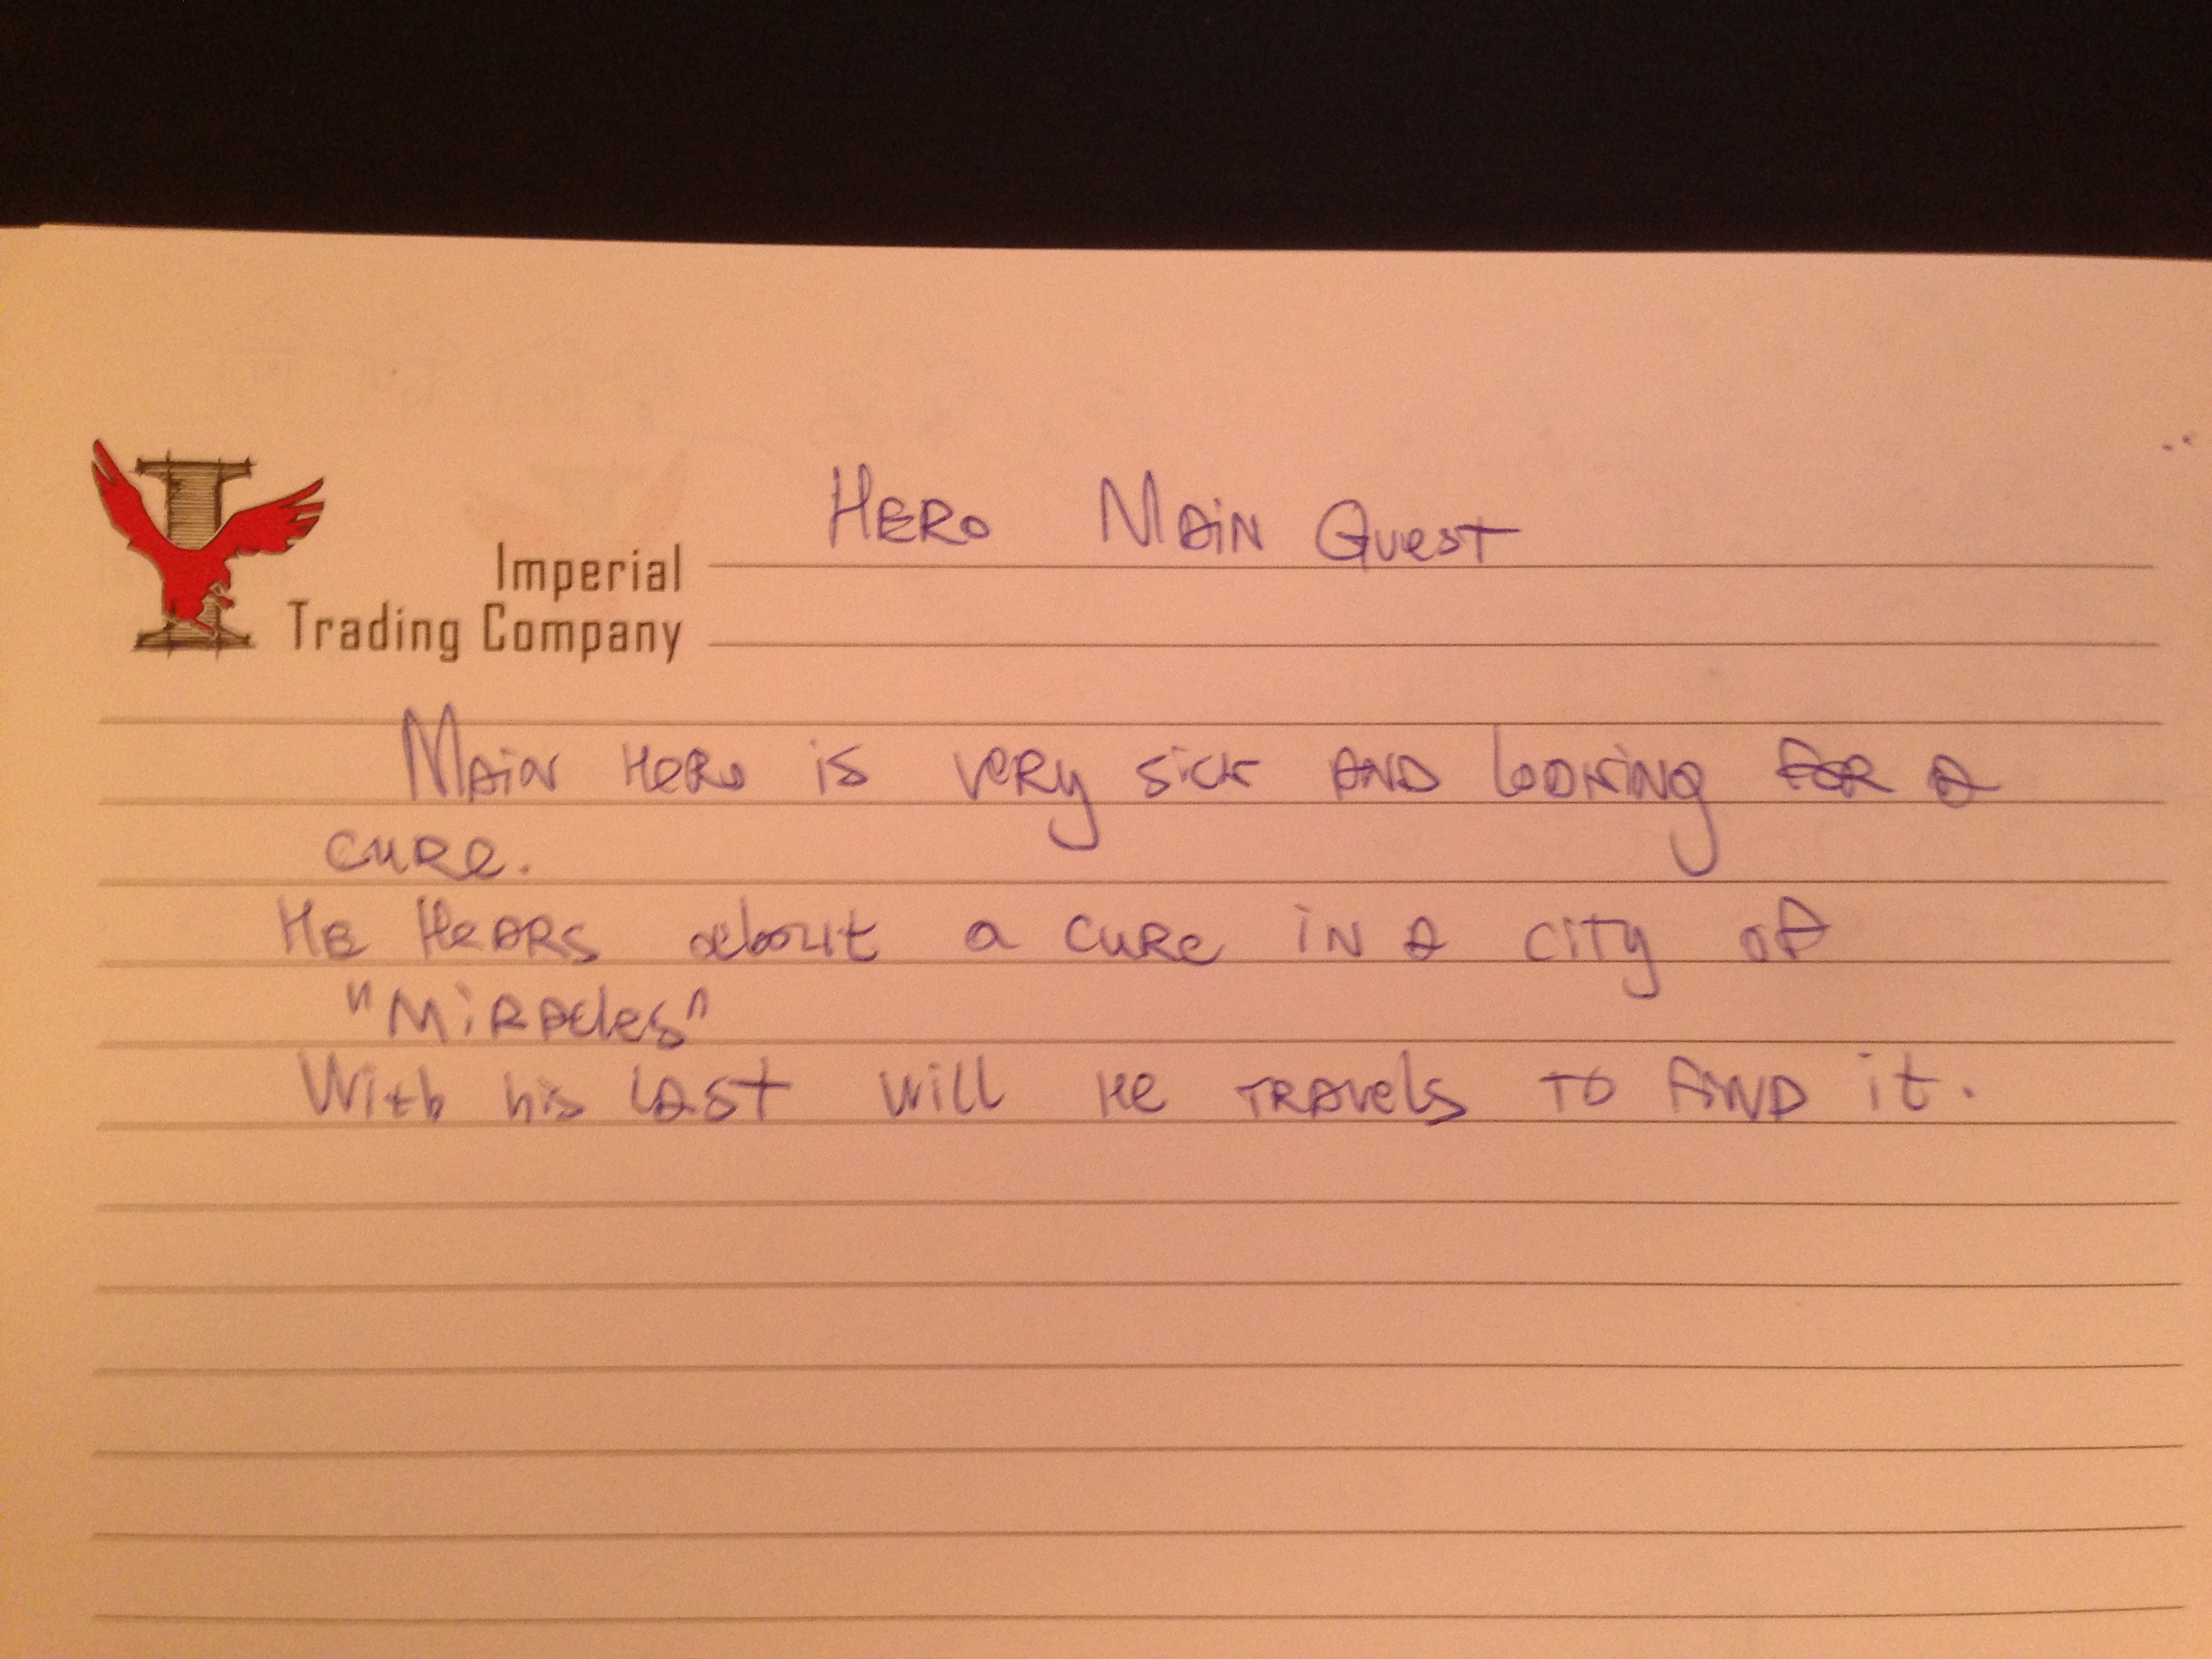 Hero Main Quest
Imperial
Trading Company
Main Hero is very sick and looking for a
cure.
He Hears about a cure in a city of
"Miracles"
With his last will he travels to find it.